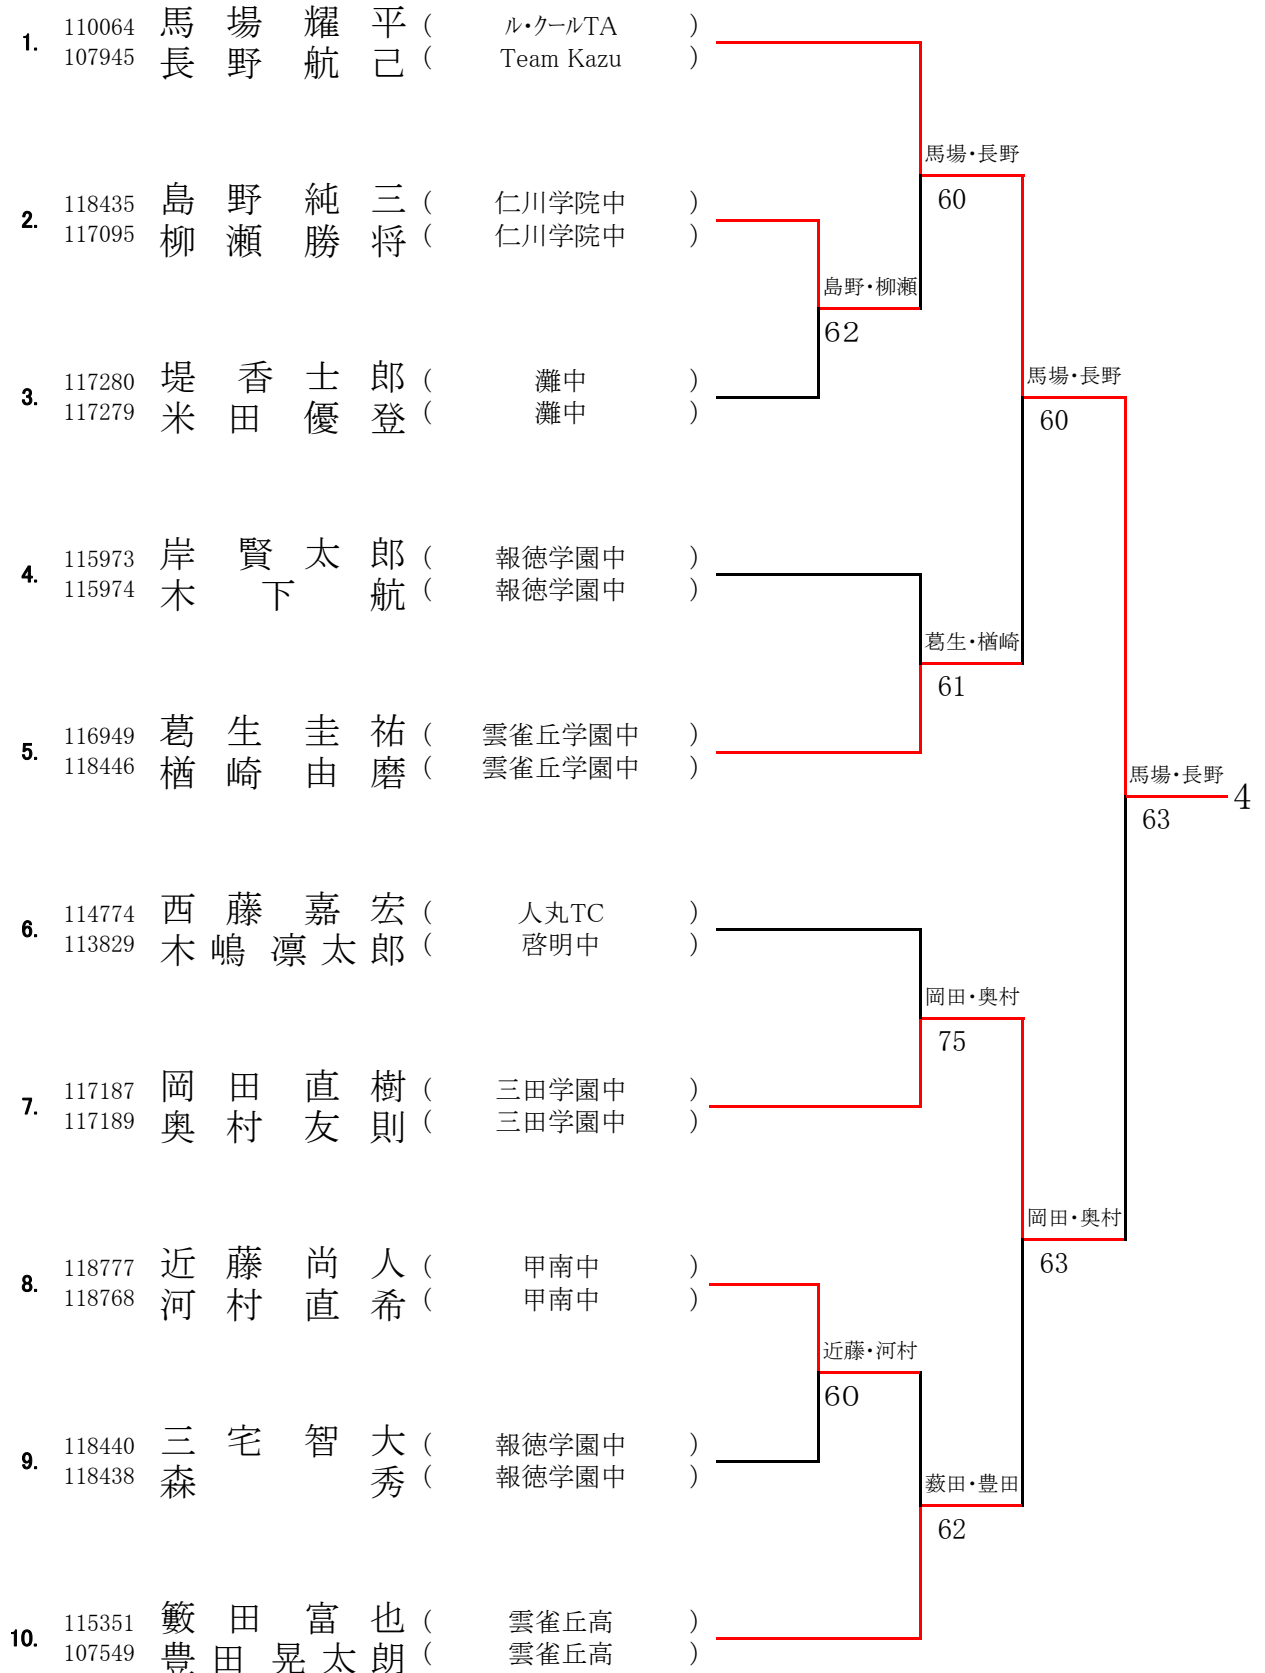 1. 110064 馬場耀平 ( ル・クールTA )
107945 長野航己 ( Team Kazu )
馬場・長野
60
2. 118435 島野純三 ( 仁川学院中 )
117095 柳瀬勝将 ( 仁川学院中 )
島野・柳瀬
62
3. 117280 堤香士郎 ( 灘中 )
117279 米田優登 ( 灘中 )
馬場・長野
60
4. 115973 岸賢太郎 ( 報徳学園中 )
115974 木下航 ( 報徳学園中 )
葛生・楢崎
61
5. 116949 葛生圭祐 ( 雲雀丘学園中 )
118446 楢崎由磨 ( 雲雀丘学園中 )
馬場・長野
63
4
6. 114774 西藤嘉宏 ( 人丸TC )
113829 木嶋凛太郎 ( 啓明中 )
岡田・奥村
75
7. 117187 岡田直樹 ( 三田学園中 )
117189 奥村友則 ( 三田学園中 )
岡田・奥村
63
8. 118777 近藤尚人 ( 甲南中 )
118768 河村直希 ( 甲南中 )
近藤・河村
60
9. 118440 三宅智大 ( 報徳学園中 )
118438 森秀 ( 報徳学園中 )
藪田・豊田
62
10. 115351 籔田富也 ( 雲雀丘高 )
107549 豊田晃太朗 ( 雲雀丘高 )